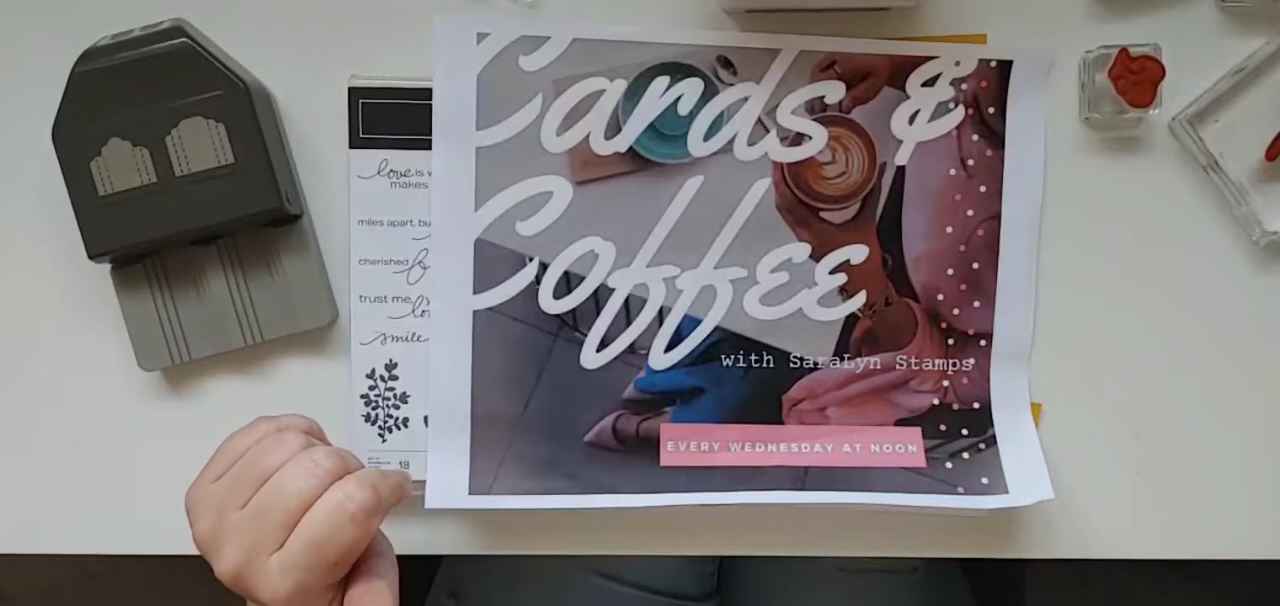 Cards &
Coffee
with SaraLyn Stamps
EVERY WEDNESDAY AT NOON
love is
makes
miles apart,
cherished
trust me,
smile
18